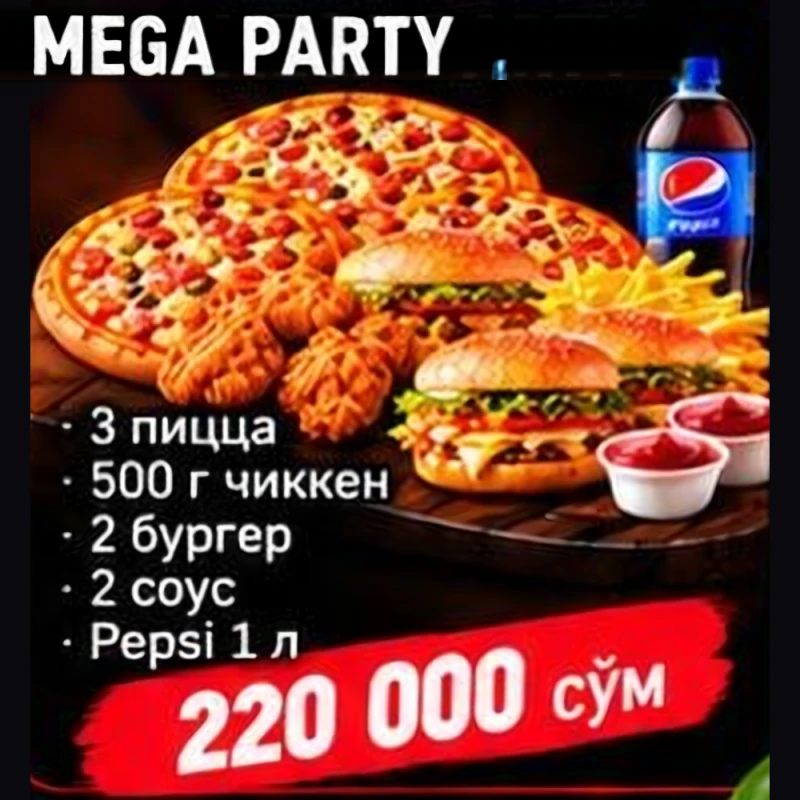 MEGA PARTY
· 3 пицца
· 500 г чиккен
· 2 бургер
· 2 соус
· Pepsi 1 л
220 000 сўм